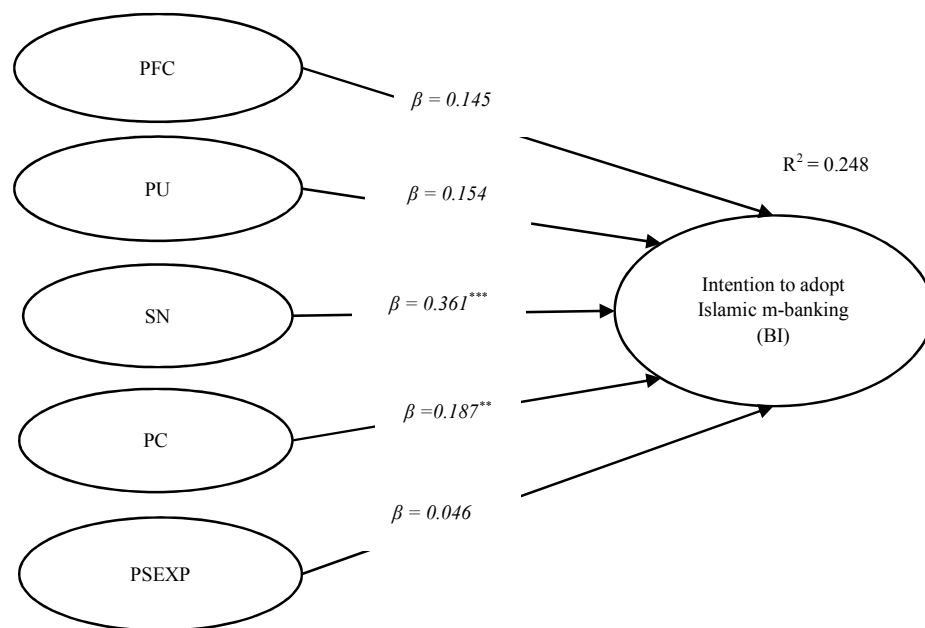 PFC
β = 0.145
R² = 0.248
PU
β = 0.154
SN
β = 0.361***
Intention to adopt
Islamic m-banking
(BI)
PC
β =0.187**
β = 0.046
PSEXP